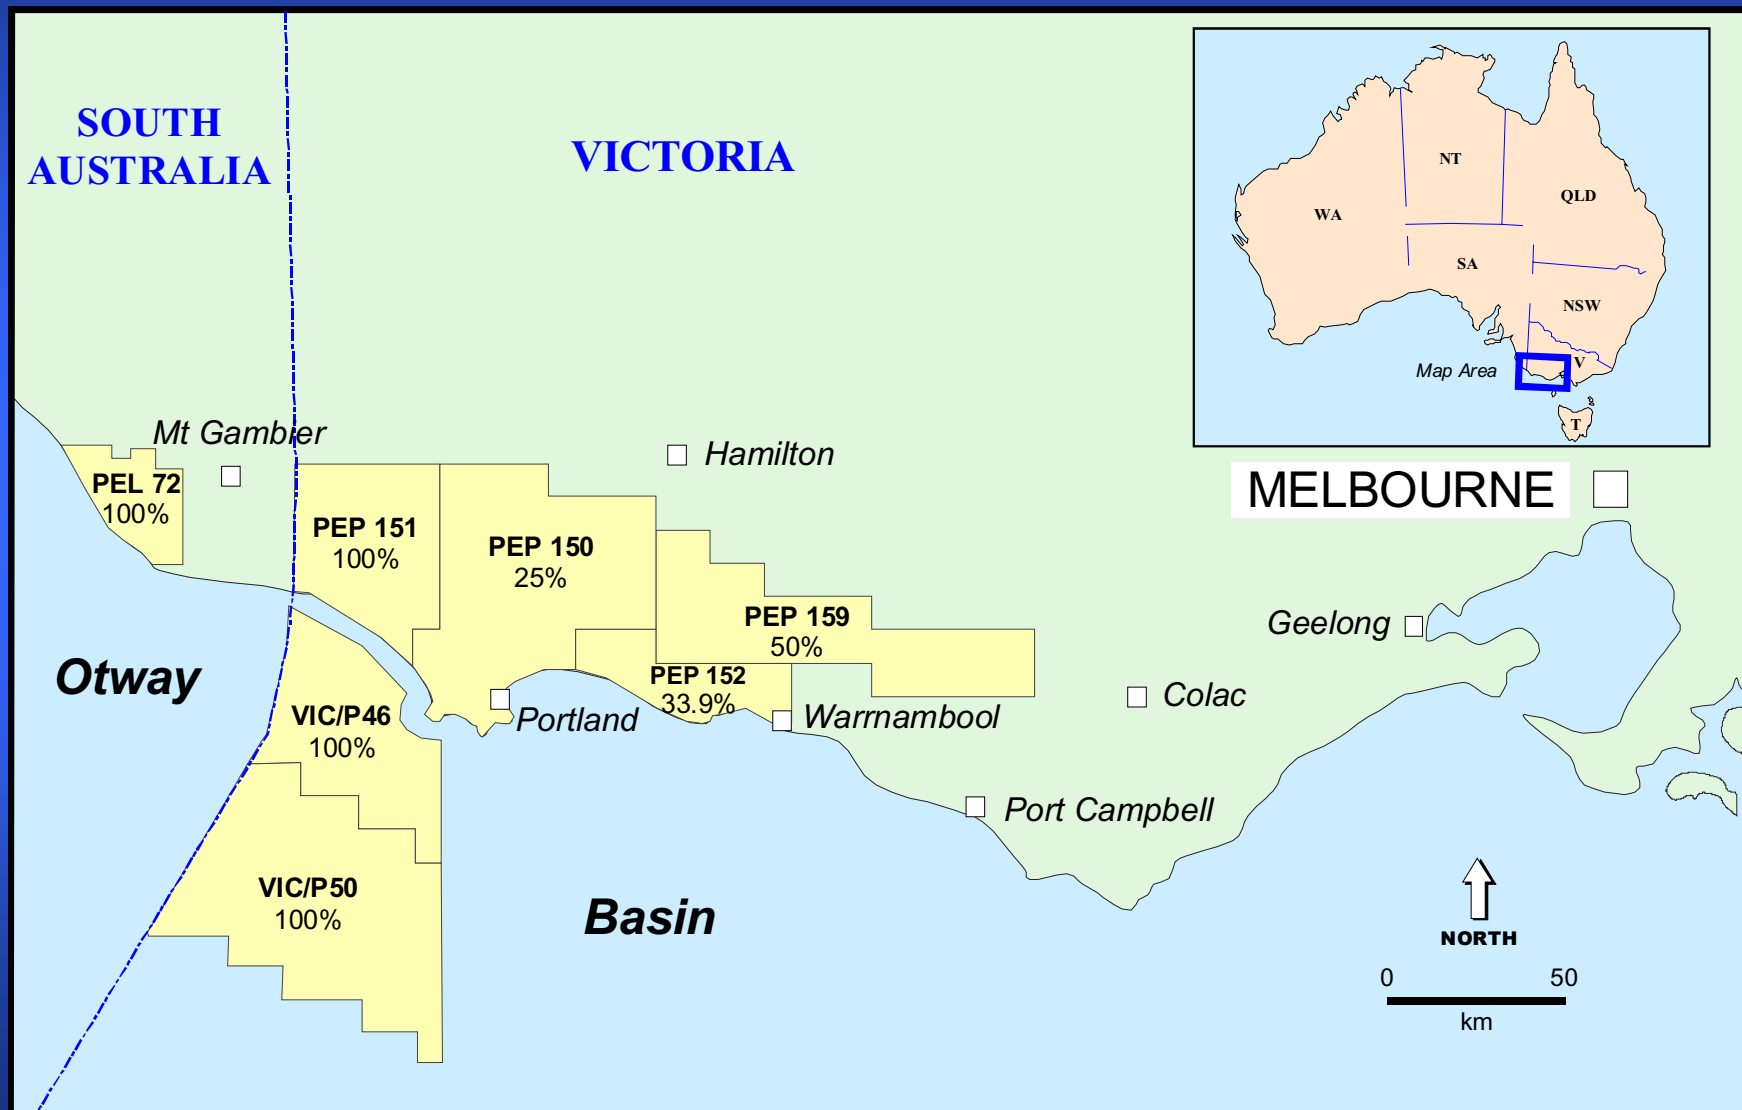 SOUTH
AUSTRALIA
VICTORIA
NT
QLD
WA
SA
NSW
V
Map Area
T
Mt Gambier
Hamilton
PEL 72
100%
MELBOURNE
PEP 151
100%
PEP 150
25%
PEP 159
50%
Geelong
Otway
PEP 152
33.9%
Colac
VIC/P46
100%
Portland
Warrnambool
Port Campbell
VIC/P50
100%
Basin
NORTH
0 50
km